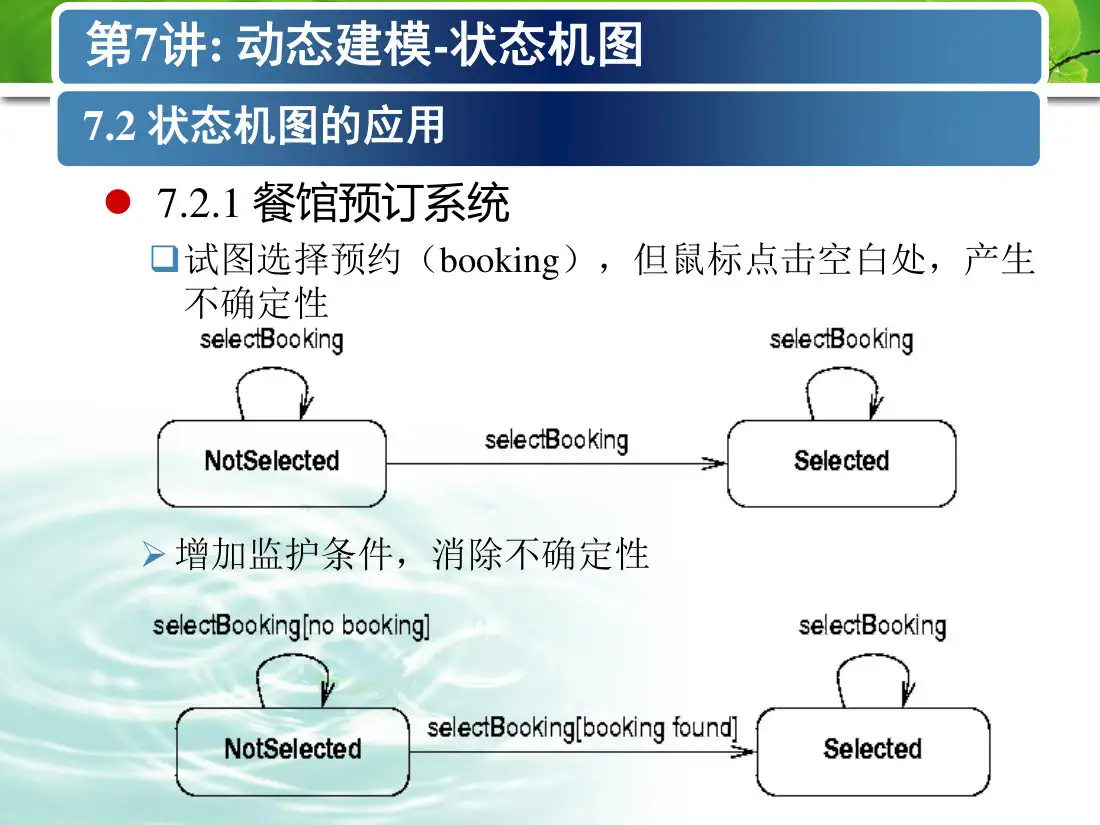 第7讲: 动态建模-状态机图
7.2 状态机图的应用
7.2.1 餐馆预订系统
试图选择预约（booking），但鼠标点击空白处，产生
不确定性
selectBooking
selectBooking
selectBooking
NotSelected
Selected
增加监护条件，消除不确定性
selectBooking[no booking]
selectBooking
selectBooking[booking found]
NotSelected
Selected